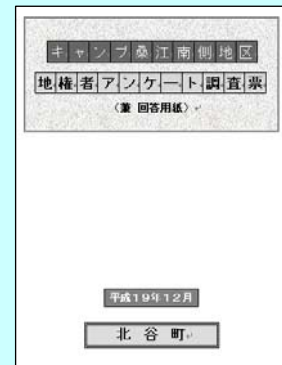 キャンプ桑江南側地区
地権者アンケート調査票
〈兼 回答用紙〉
平成19年12月
北谷町